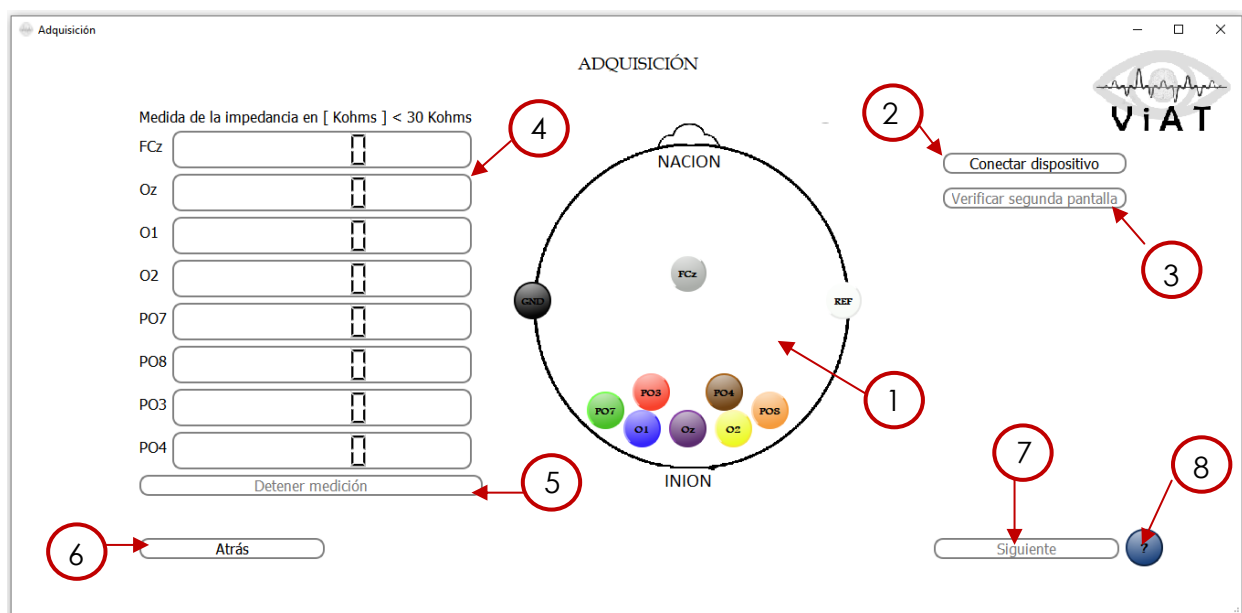 Adquisición
ADQUISICIÓN
ViAT
Medida de la impedancia en [ Kohms ] < 30 Kohms
FCz 0
Oz 0
O1 0
O2 0
PO7 0
PO8 0
PO3 0
PO4 0
Detener medición
Atrás
NACION
FCz
GND
REF
PO3
PO4
PO7
PO8
O1
Oz
O2
INION
Conectar dispositivo
Verificar segunda pantalla
Siguiente
?
1
2
3
4
5
6
7
8